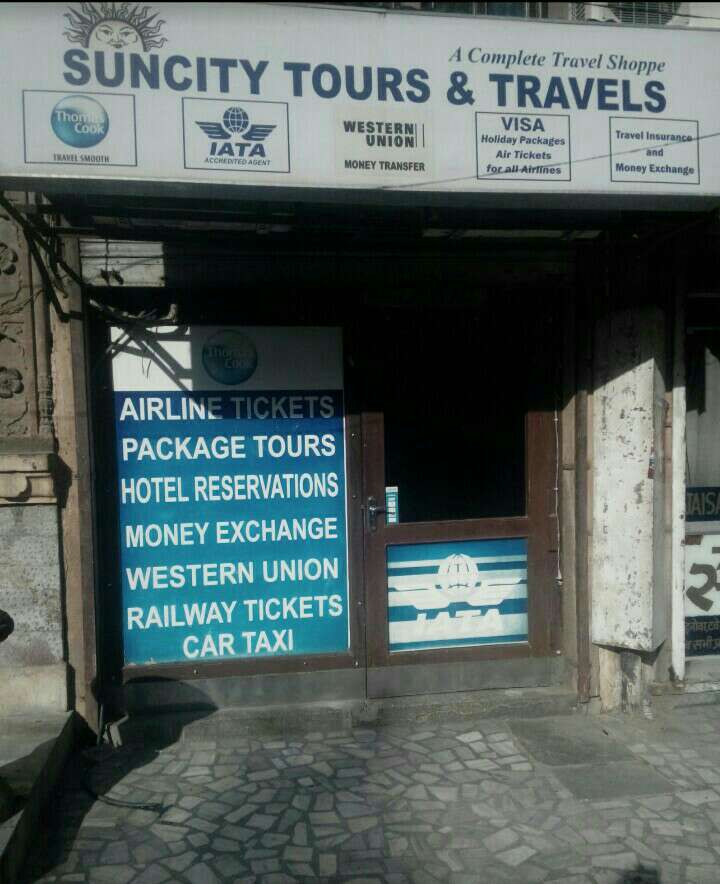 A Complete Travel Shoppe
SUNCITY TOURS & TRAVELS
Thomas
Cook
TRAVEL SMOOTH
IATA
ACCREDITED AGENT
WESTERN
UNION
MONEY TRANSFER
VISA
Holiday Packages
Air Tickets
for all Airlines
Travel Insurance
and
Money Exchange
Thomas
Cook
AIRLINE TICKETS
PACKAGE TOURS
HOTEL RESERVATIONS
MONEY EXCHANGE
WESTERN UNION
RAILWAY TICKETS
CAR TAXI
IATA